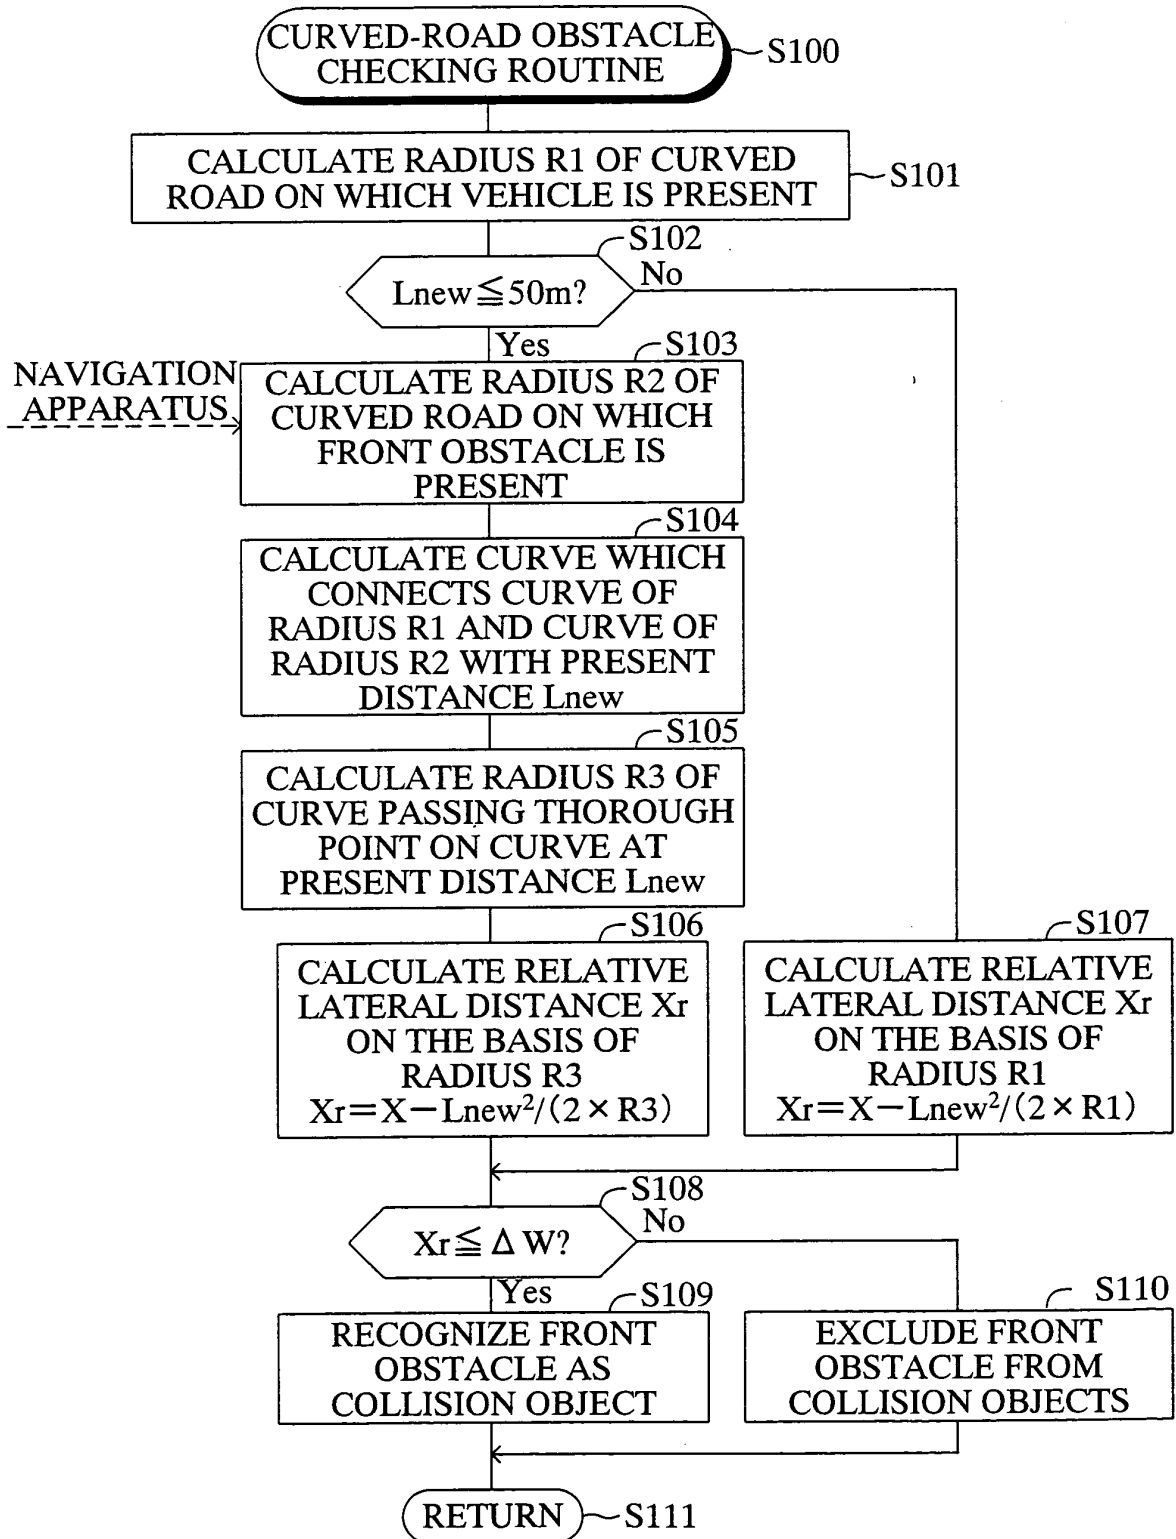 CURVED-ROAD OBSTACLE
CHECKING ROUTINE
S100
CALCULATE RADIUS R1 OF CURVED
ROAD ON WHICH VEHICLE IS PRESENT
S101
S102
Lnew≦50m?
No
Yes
S103
NAVIGATION
APPARATUS
CALCULATE RADIUS R2 OF
CURVED ROAD ON WHICH
FRONT OBSTACLE IS
PRESENT
S104
CALCULATE CURVE WHICH
CONNECTS CURVE OF
RADIUS R1 AND CURVE OF
RADIUS R2 WITH PRESENT
DISTANCE Lnew
S105
CALCULATE RADIUS R3 OF
CURVE PASSING THOROUGH
POINT ON CURVE AT
PRESENT DISTANCE Lnew
S106
CALCULATE RELATIVE
LATERAL DISTANCE Xr
ON THE BASIS OF
RADIUS R3
Xr=X−Lnew²/(2×R3)
S107
CALCULATE RELATIVE
LATERAL DISTANCE Xr
ON THE BASIS OF
RADIUS R1
Xr=X−Lnew²/(2×R1)
S108
Xr≦ΔW?
No
Yes
S109
RECOGNIZE FRONT
OBSTACLE AS
COLLISION OBJECT
S110
EXCLUDE FRONT
OBSTACLE FROM
COLLISION OBJECTS
RETURN
S111